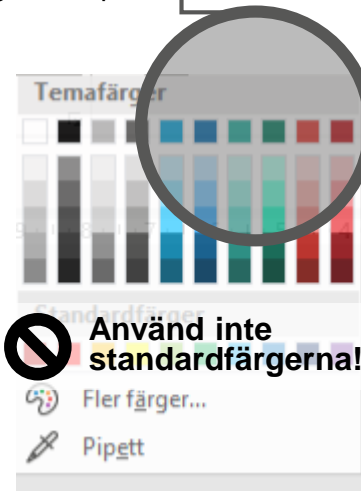 Temafärger
Standardfärger
Använd inte
standardfärgerna!
Fler färger...
Pipett